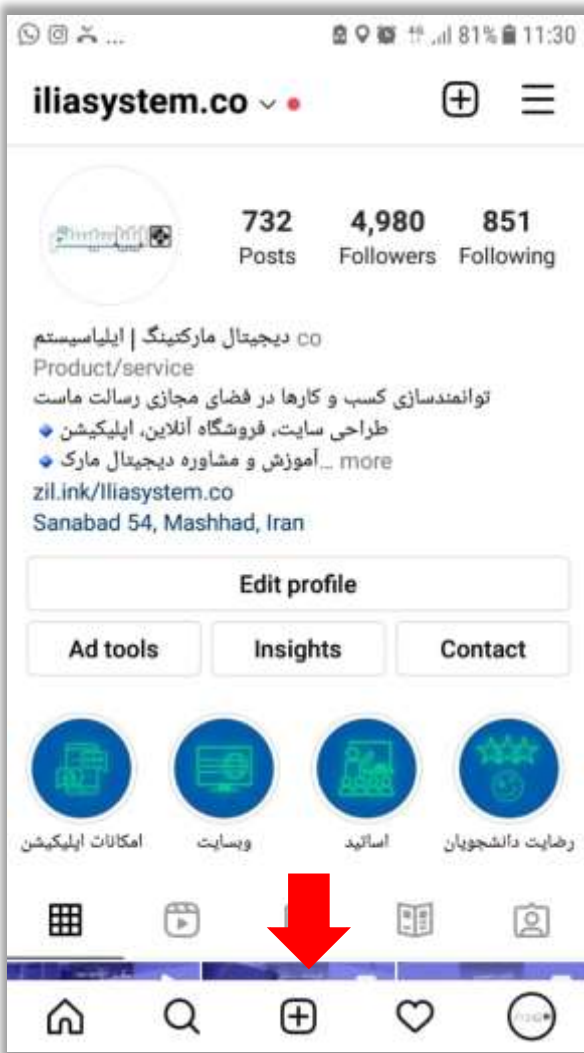 ... 81% 11:30
iliasystem.co
732 4,980 851
Posts Followers Following
co دیجیتال مارکتینگ | ایلیاسیستم
Product/service
توانمندسازی کسب و کارها در فضای مجازی رسالت ماست
طراحی سایت، فروشگاه آنلاین، اپلیکیشن
آموزش و مشاوره دیجیتال مارک... more
zil.ink/Iliasystem.co
Sanabad 54, Mashhad, Iran
Edit profile
Ad tools Insights Contact
امکانات اپلیکیشن وبسایت اساتید رضایت دانشجویان